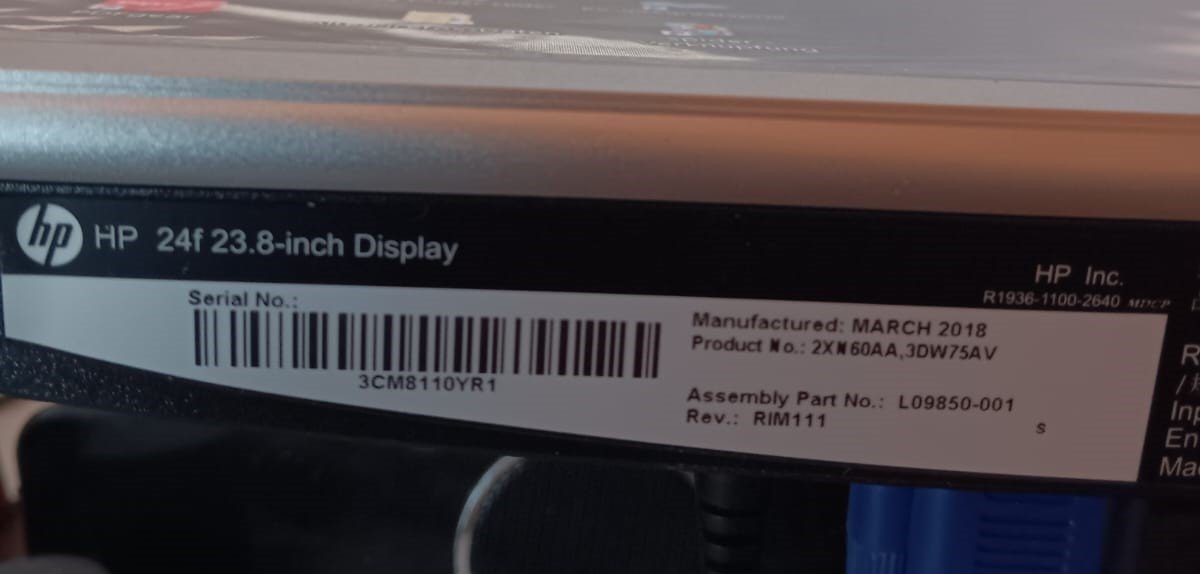 hp HP 24f 23.8-inch Display
HP Inc.
R1936-1100-2640
Serial No.:
3CM8110YR1
Manufactured: MARCH 2018
Product No.: 2XN60AA,3DW75AV
Assembly Part No.: L09850-001
Rev.: RIM111
S